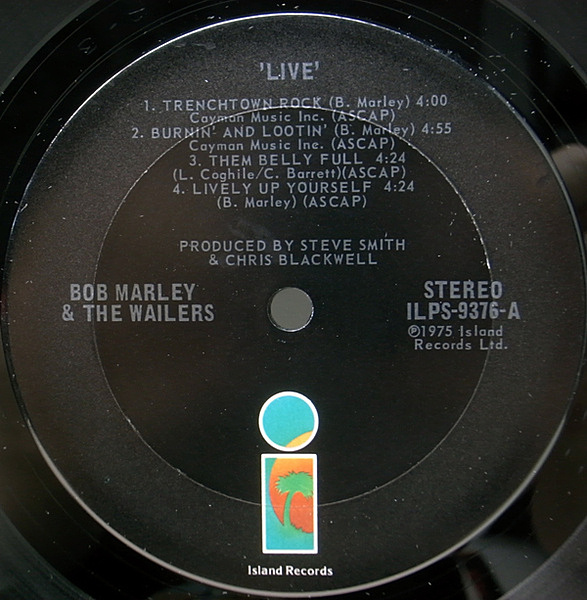 'LIVE'
1. TRENCHTOWN ROCK (B. Marley) 4:00
Cayman Music Inc. (ASCAP)
2. BURNIN' AND LOOTIN' (B. Marley) 4:55
Cayman Music Inc. (ASCAP)
3. THEM BELLY FULL 4:24
(L. Coghile/C. Barrett)(ASCAP)
4. LIVELY UP YOURSELF 4:24
(B. Marley) (ASCAP)
PRODUCED BY STEVE SMITH
& CHRIS BLACKWELL
BOB MARLEY
& THE WAILERS
STEREO
ILPS-9376-A
℗1975 Island
Records Ltd.
i
Island Records